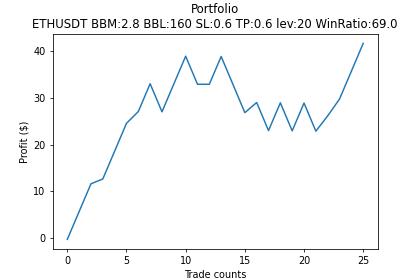 Portfolio
ETHUSDT BBM:2.8 BBL:160 SL:0.6 TP:0.6 lev:20 WinRatio:69.0
40
30
20
10
0
Profit ($)
0 5 10 15 20 25
Trade counts